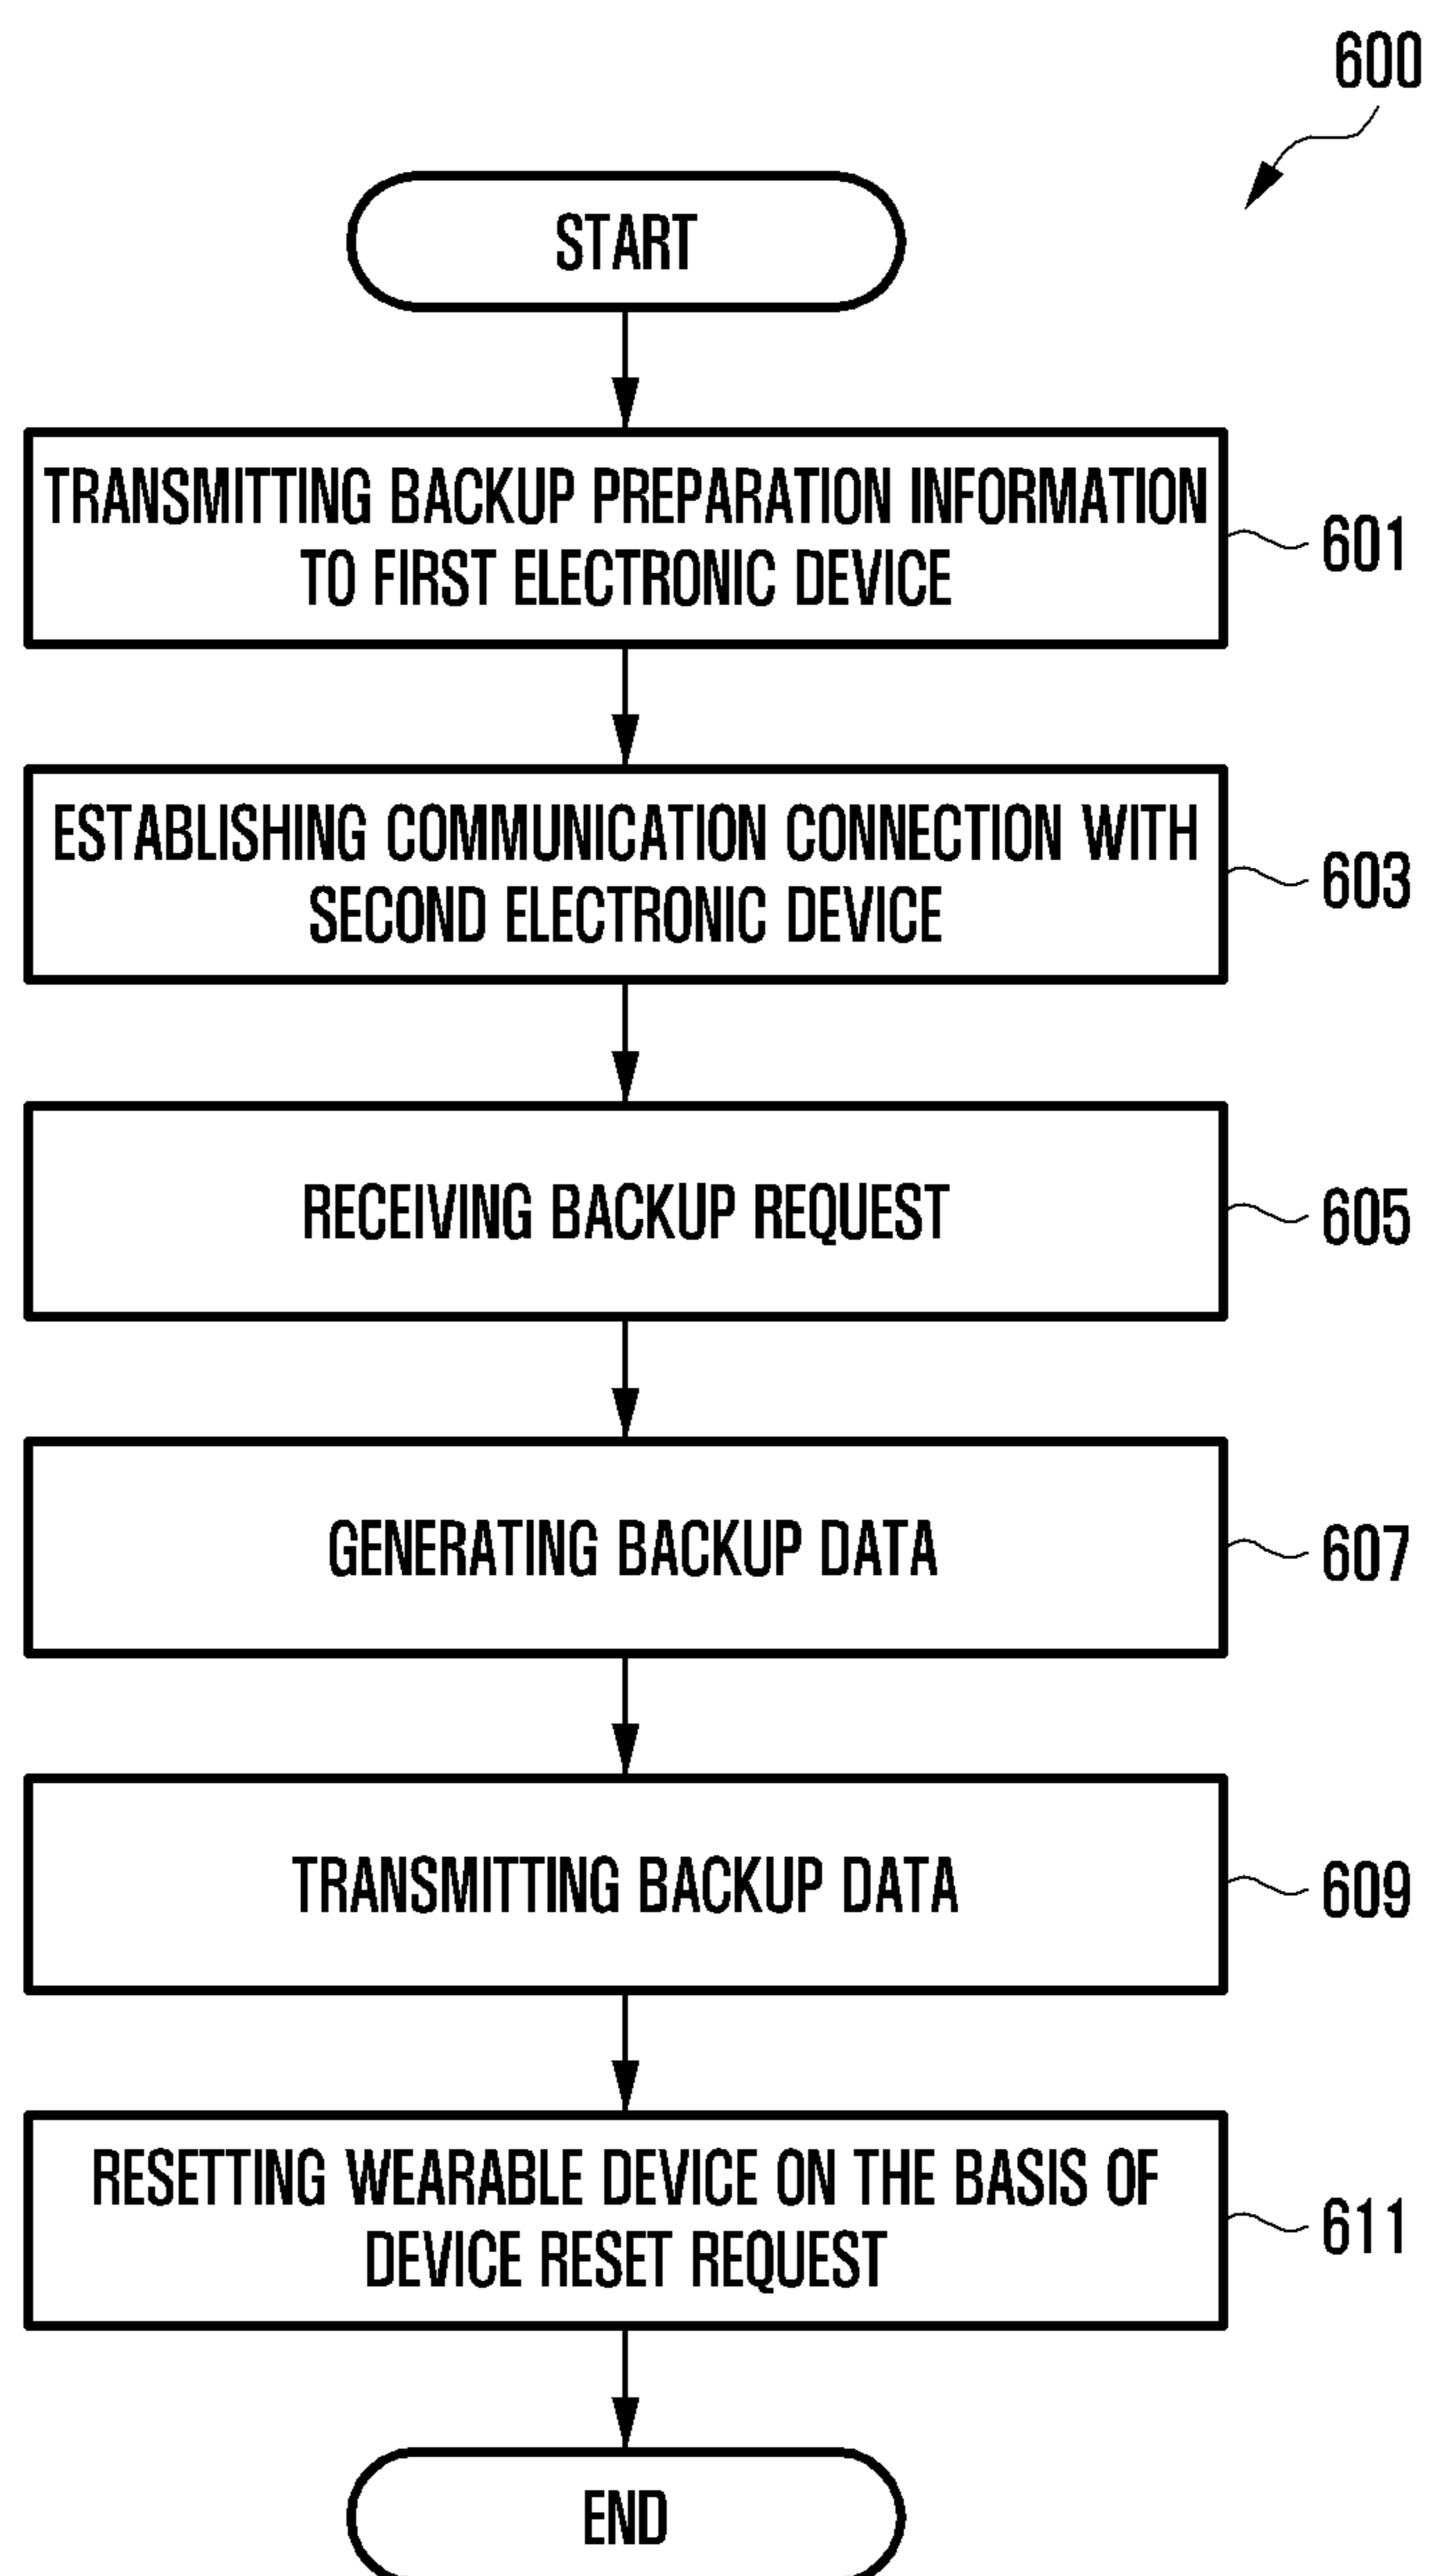 600
START
TRANSMITTING BACKUP PREPARATION INFORMATION
TO FIRST ELECTRONIC DEVICE
601
ESTABLISHING COMMUNICATION CONNECTION WITH
SECOND ELECTRONIC DEVICE
603
RECEIVING BACKUP REQUEST
605
GENERATING BACKUP DATA
607
TRANSMITTING BACKUP DATA
609
RESETTING WEARABLE DEVICE ON THE BASIS OF
DEVICE RESET REQUEST
611
END